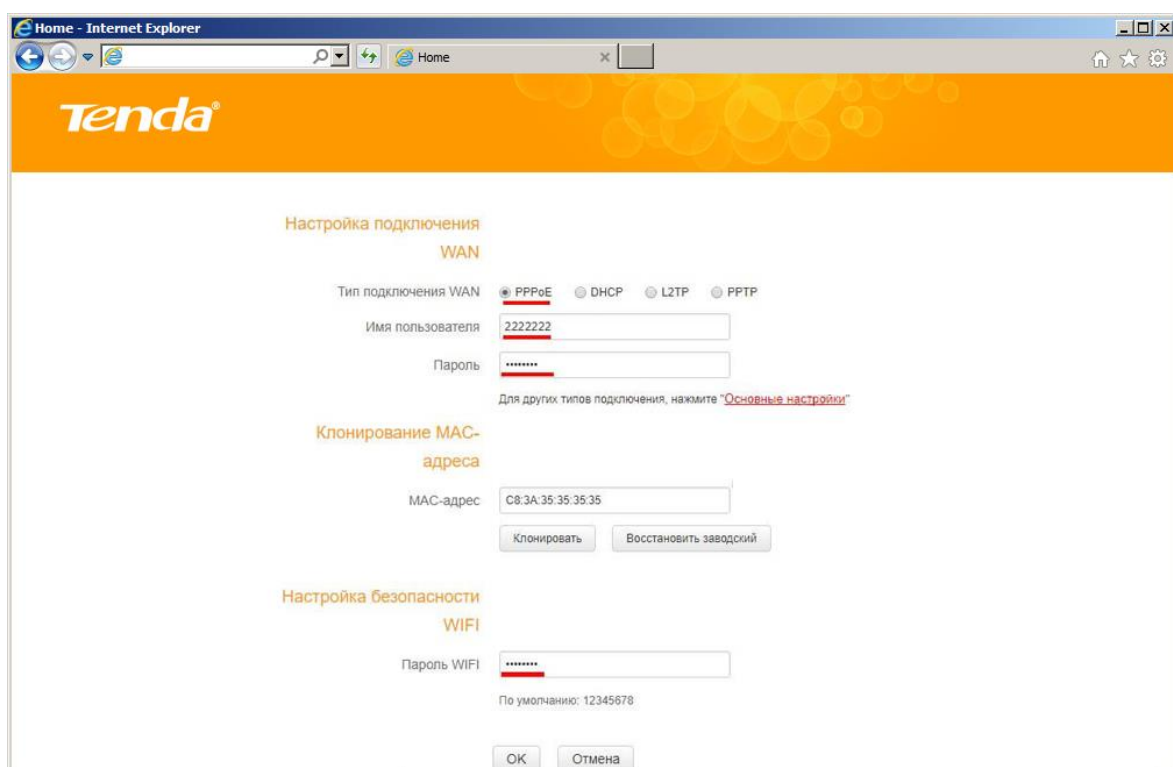 Home - Internet Explorer
Home
Tenda®
Настройка подключения
WAN
Тип подключения WAN PPPoE DHCP L2TP PPTP
Имя пользователя 2222222
Пароль ••••••••
Для других типов подключения, нажмите "Основные настройки"
Клонирование MAC-
адреса
MAC-адрес C8:3A:35:35:35:35
Клонировать Восстановить заводский
Настройка безопасности
WIFI
Пароль WIFI ••••••••
По умолчанию: 12345678
OK Отмена